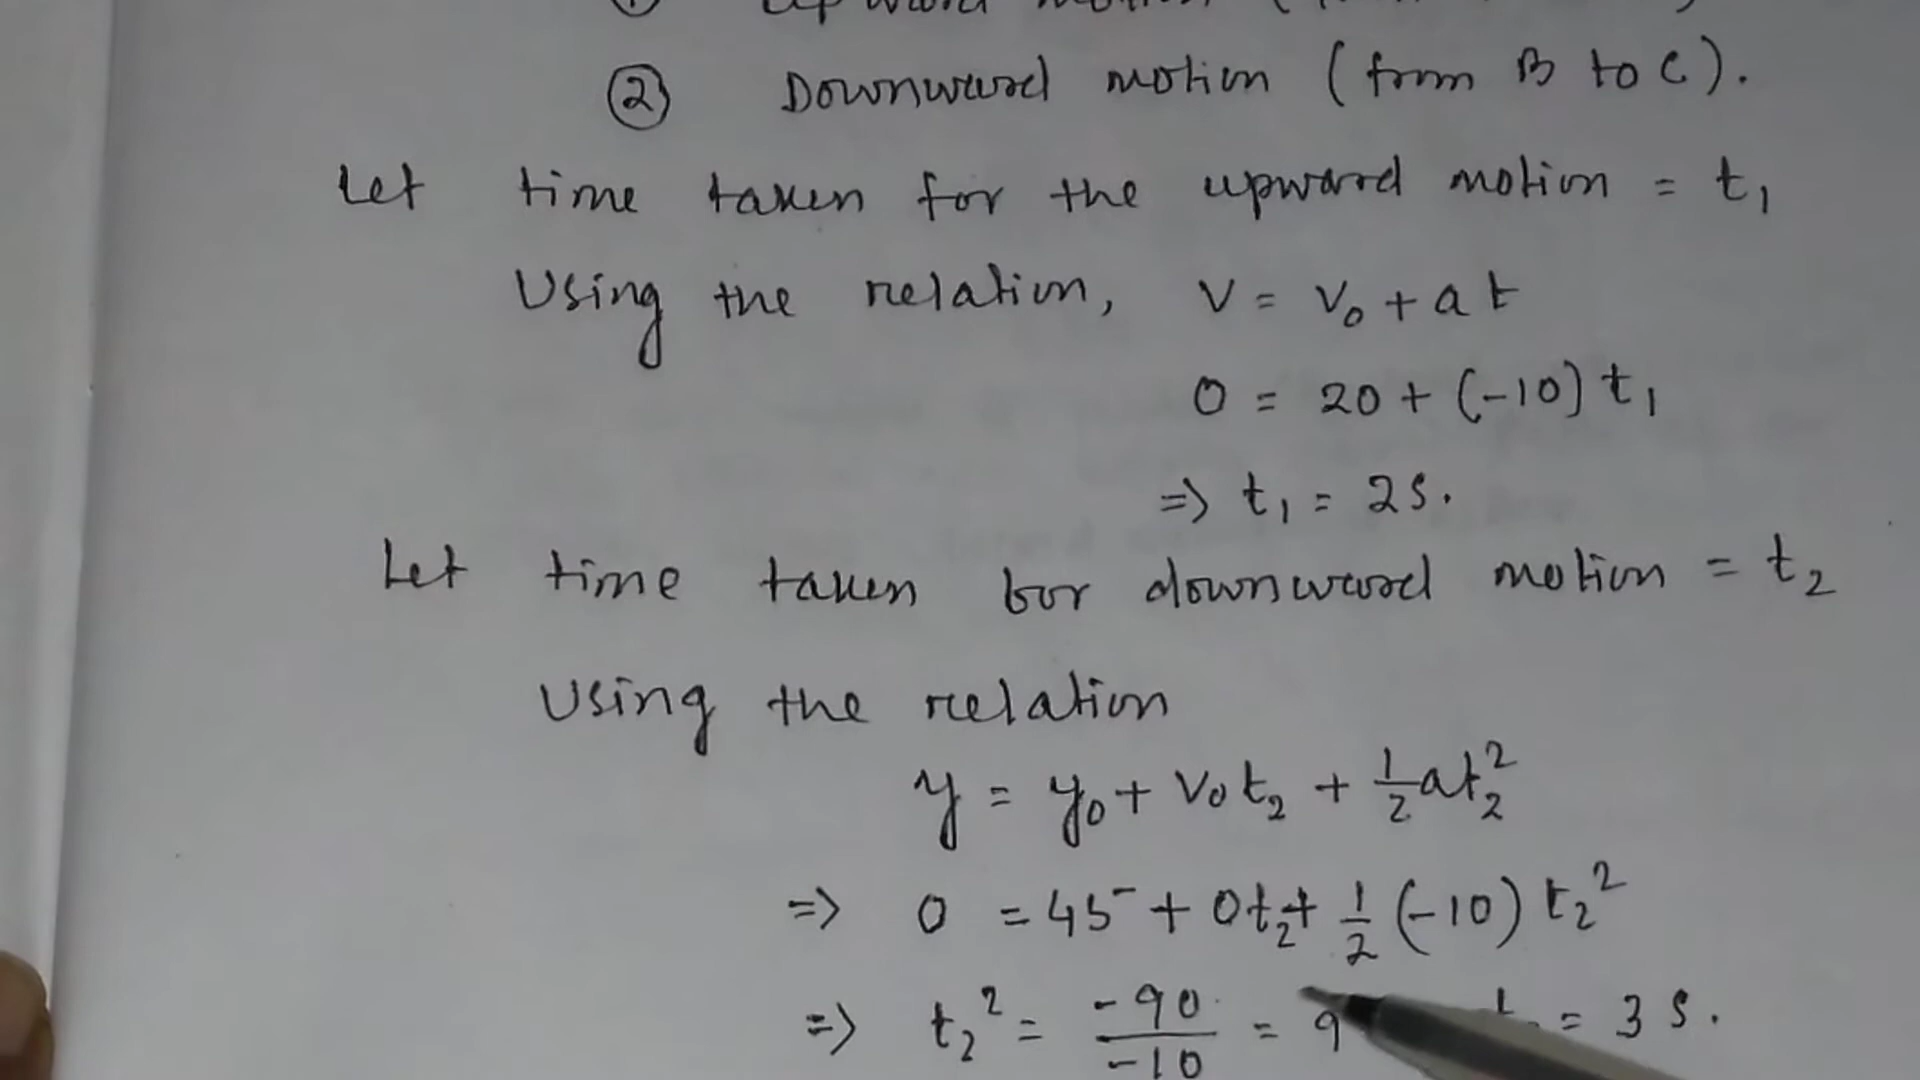 ② Downward motion (from B to C).
Let time taken for the upward motion = t₁
Using the relation, v = v₀ + at
0 = 20 + (-10) t₁
=> t₁ = 2s.
Let time taken for downward motion = t₂
Using the relation
y = y₀ + v₀t₂ + ½at₂²
=> 0 = 45 + 0t₂ + ½(-10) t₂²
=> t₂² = -90/-10 = 9 = 3 s.